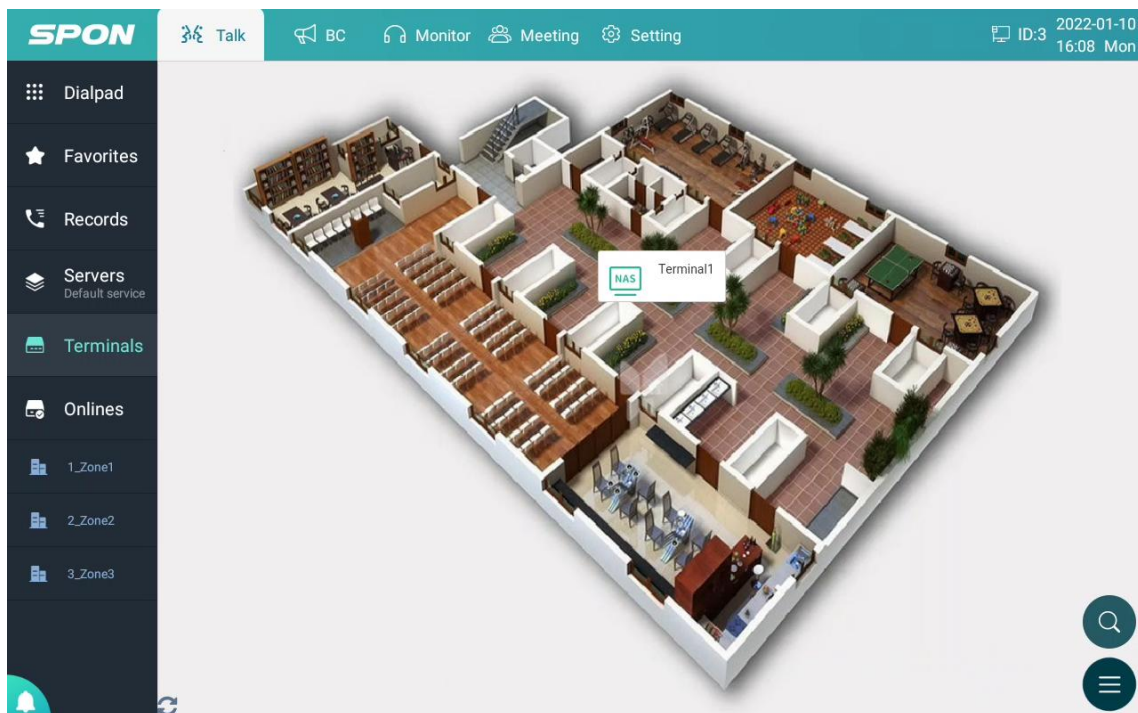 SPON
Talk
BC
Monitor
Meeting
Setting
ID:3
2022-01-10
16:08 Mon
Dialpad
Favorites
Records
Servers
Default service
Terminals
Onlines
1_Zone1
2_Zone2
3_Zone3
NAS
Terminal1